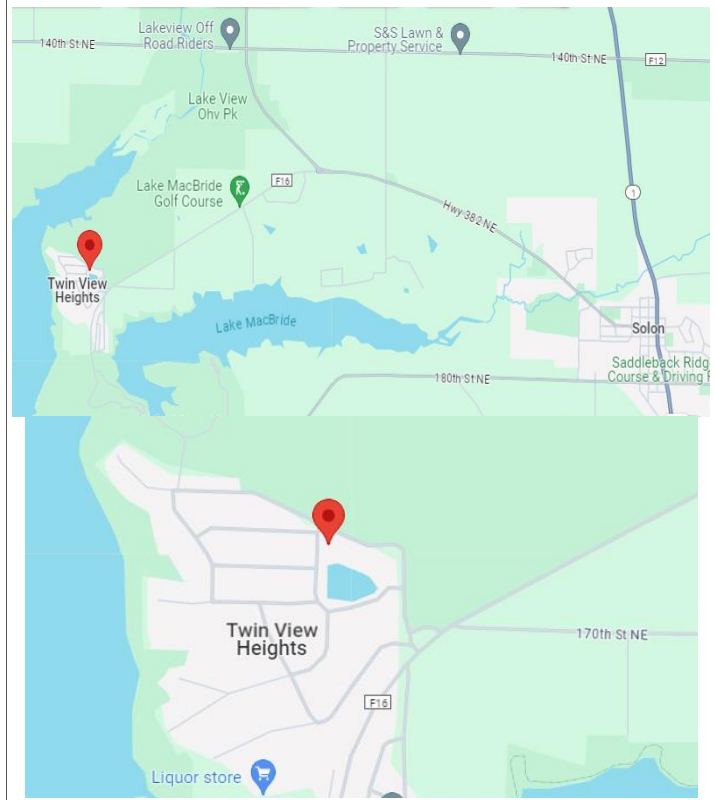 Lakeview Off
Road Riders
S&S Lawn &
Property Service
140th St NE
140th St NE
F12
Lake View
Ohv Pk
F16
Lake MacBride
Golf Course
1
Hwy 382 NE
Twin View
Heights
Lake MacBride
Solon
Saddleback Ridg
Course & Driving R
180th St NE
Twin View
Heights
170th St NE
F16
Liquor store